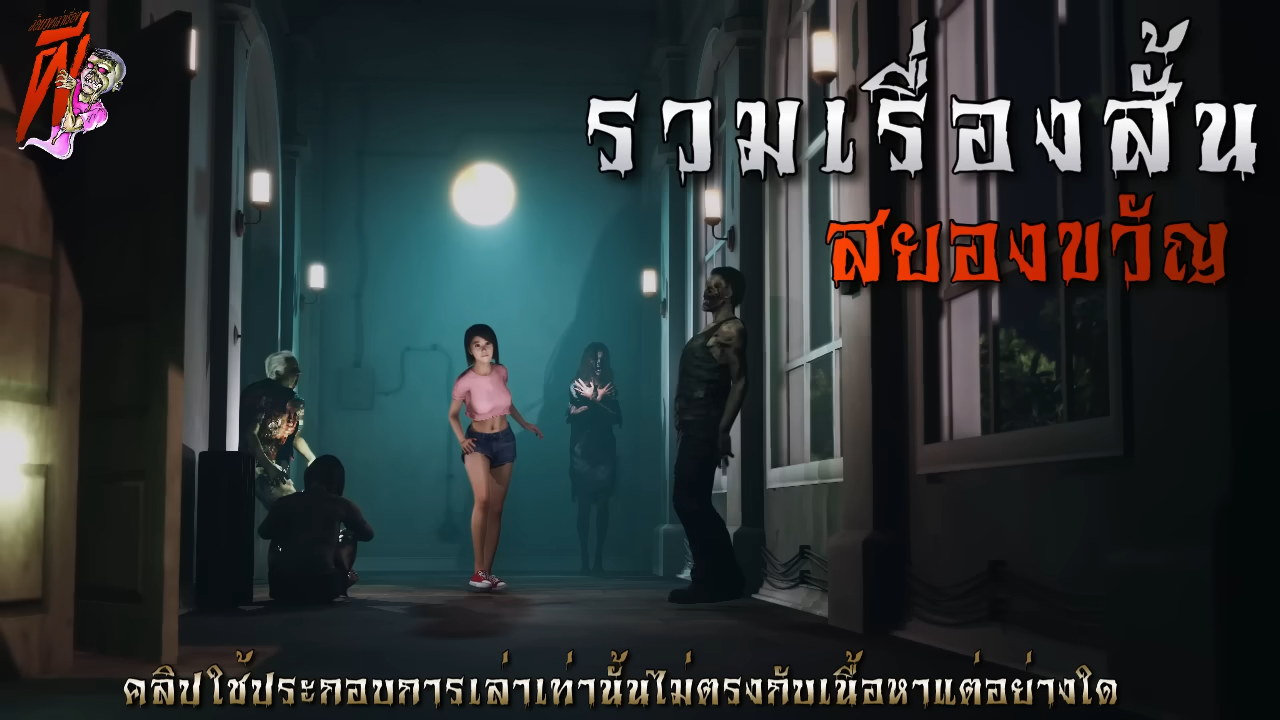 ผี
รวมเรื่องสั้น
สยองขวัญ
คลิปใช้ประกอบการเล่าเท่านั้นไม่ตรงกับเนื้อหาแต่อย่างใด